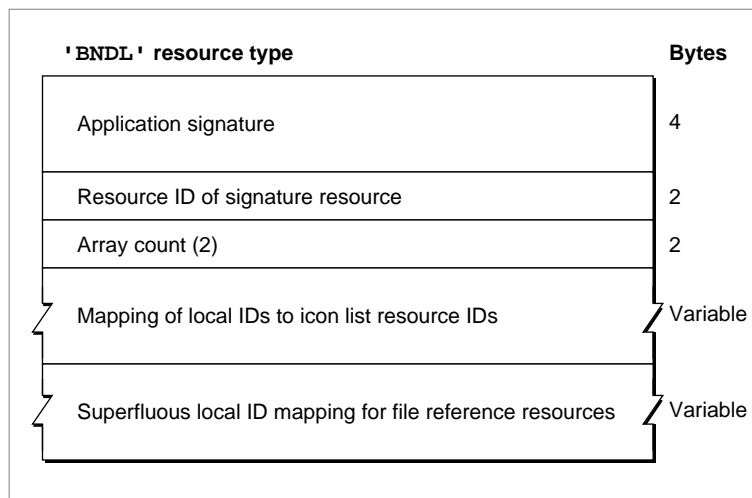 'BNDL' resource type Bytes
Application signature 4
Resource ID of signature resource 2
Array count (2) 2
Mapping of local IDs to icon list resource IDs Variable
Superfluous local ID mapping for file reference resources Variable